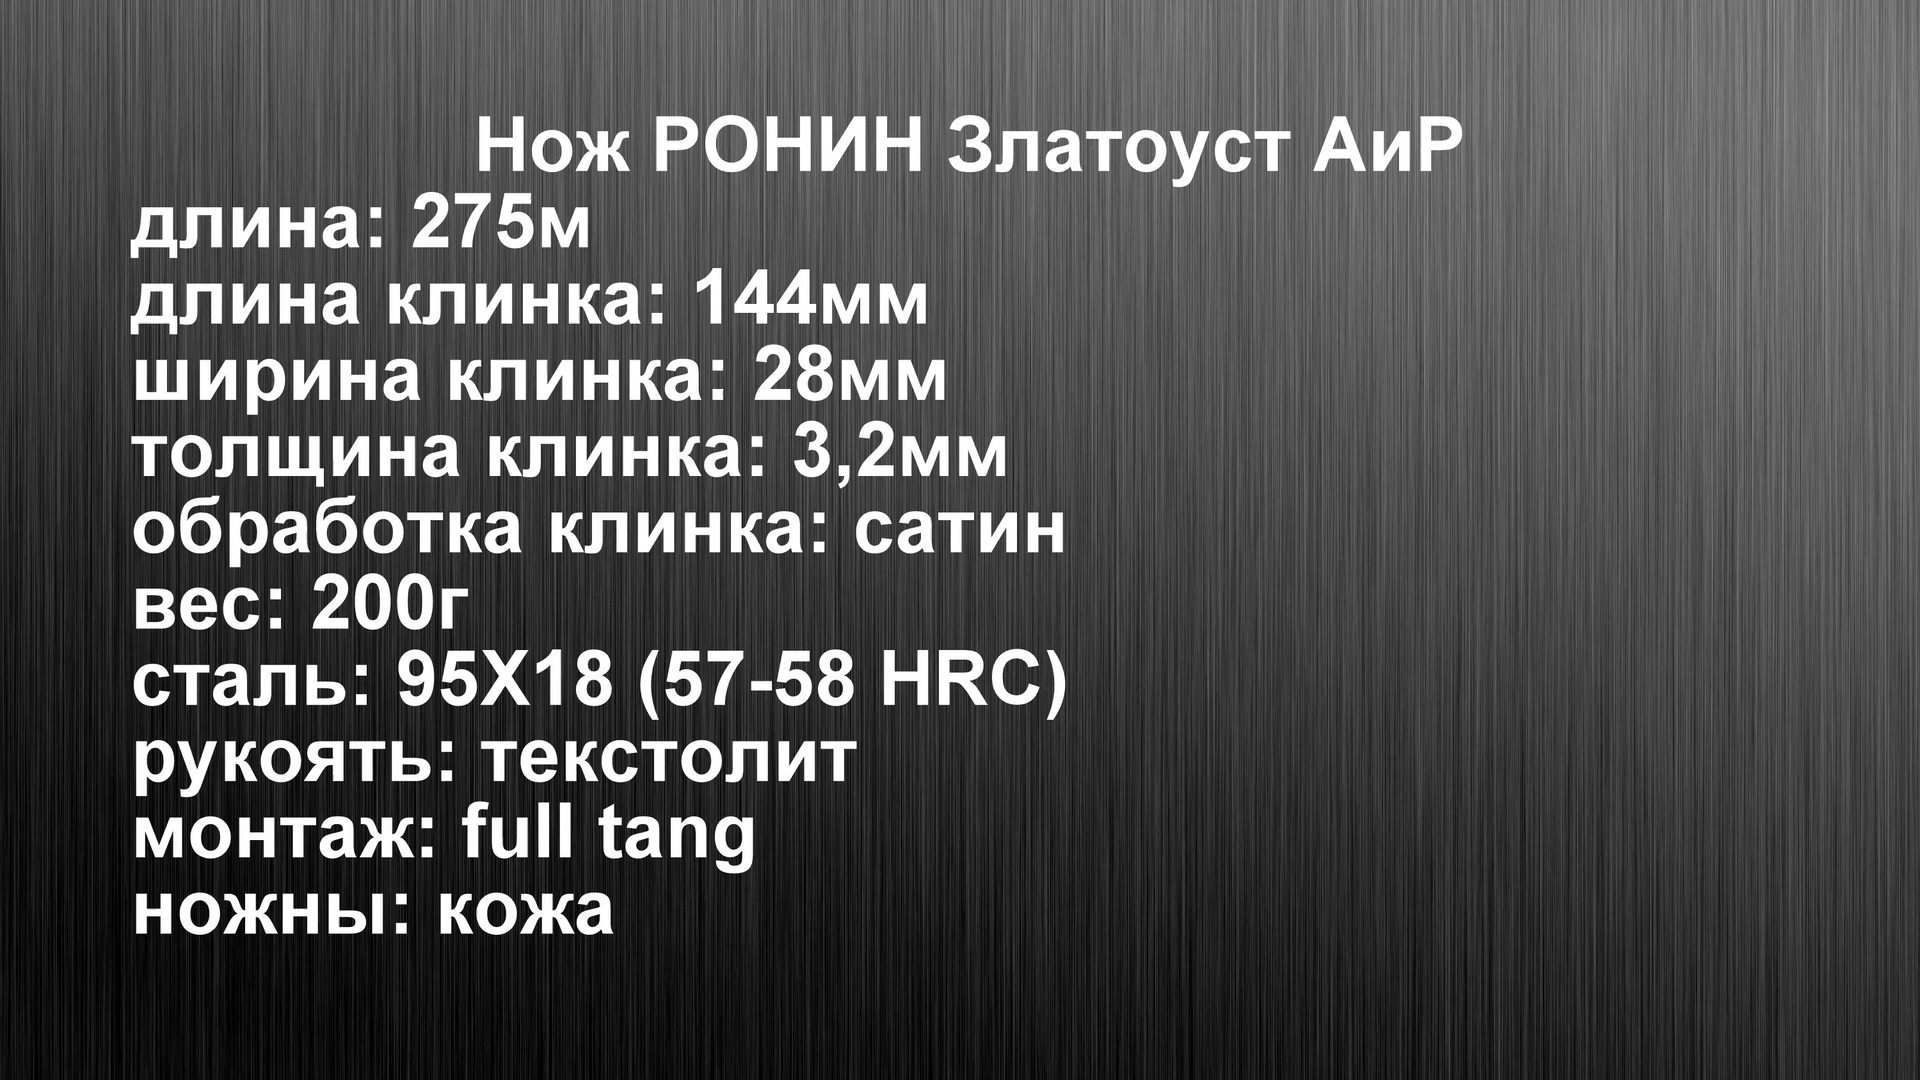 Нож РОНИН Златоуст АиР
длина: 275м
длина клинка: 144мм
ширина клинка: 28мм
толщина клинка: 3,2мм
обработка клинка: сатин
вес: 200г
сталь: 95Х18 (57-58 HRC)
рукоять: текстолит
монтаж: full tang
ножны: кожа